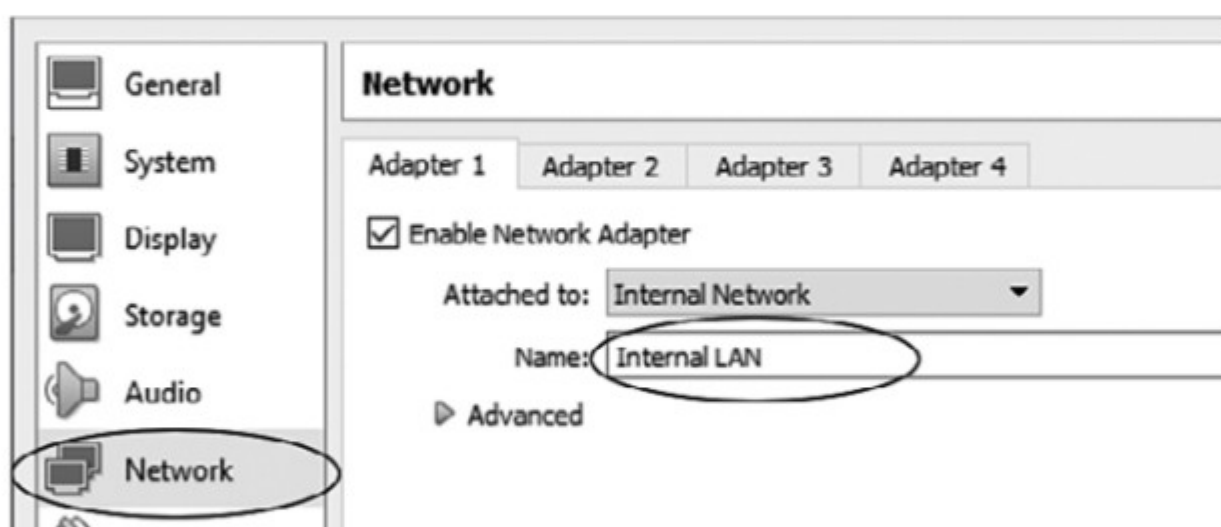 General
System
Display
Storage
Audio
Network
Network
Adapter 1 Adapter 2 Adapter 3 Adapter 4
Enable Network Adapter
Attached to: Internal Network
Name: Internal LAN
Advanced